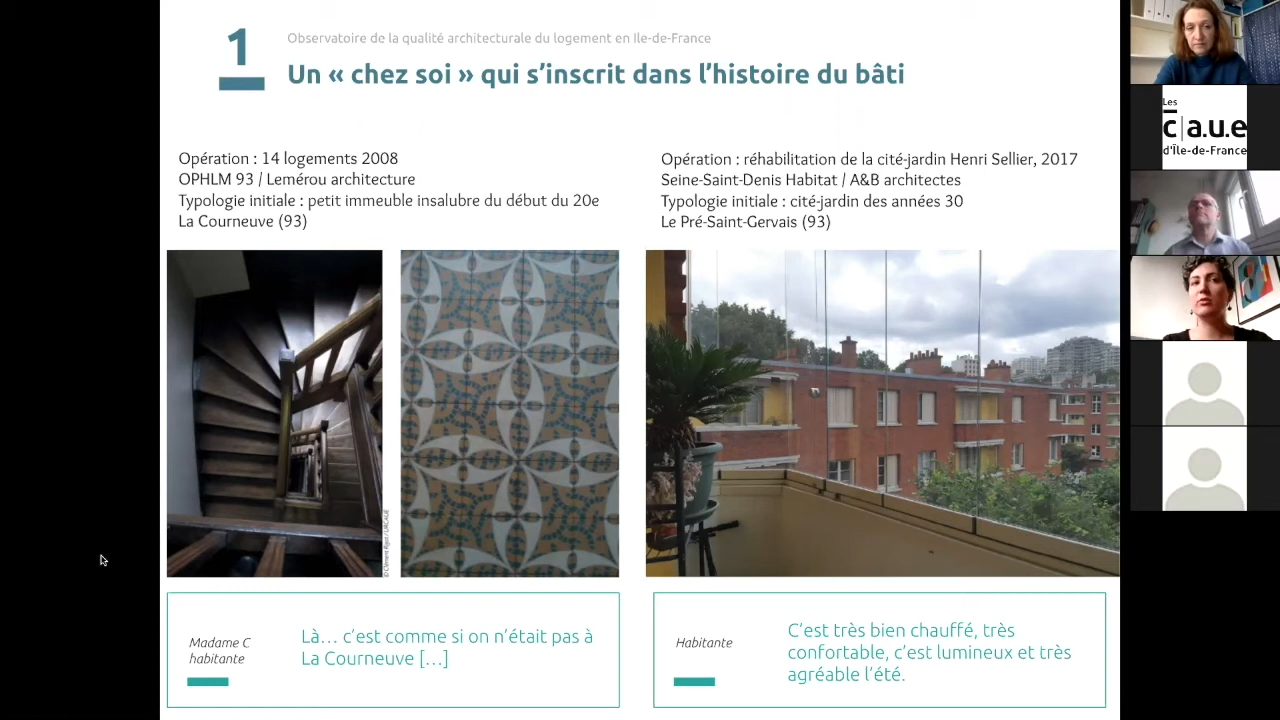 1
Observatoire de la qualité architecturale du logement en Ile-de-France
Un « chez soi » qui s'inscrit dans l'histoire du bâti
Opération : 14 logements 2008
OPHLM 93 / Lemérou architecture
Typologie initiale : petit immeuble insalubre du début du 20e
La Courneuve (93)
Opération : réhabilitation de la cité-jardin Henri Sellier, 2017
Seine-Saint-Denis Habitat / A&B architectes
Typologie initiale : cité-jardin des années 30
Le Pré-Saint-Gervais (93)
Madame C
habitante
Là… c'est comme si on n'était pas à
La Courneuve […]
Habitante
C'est très bien chauffé, très
confortable, c'est lumineux et très
agréable l'été.
Les
c|a.u.e
d'Île-de-France